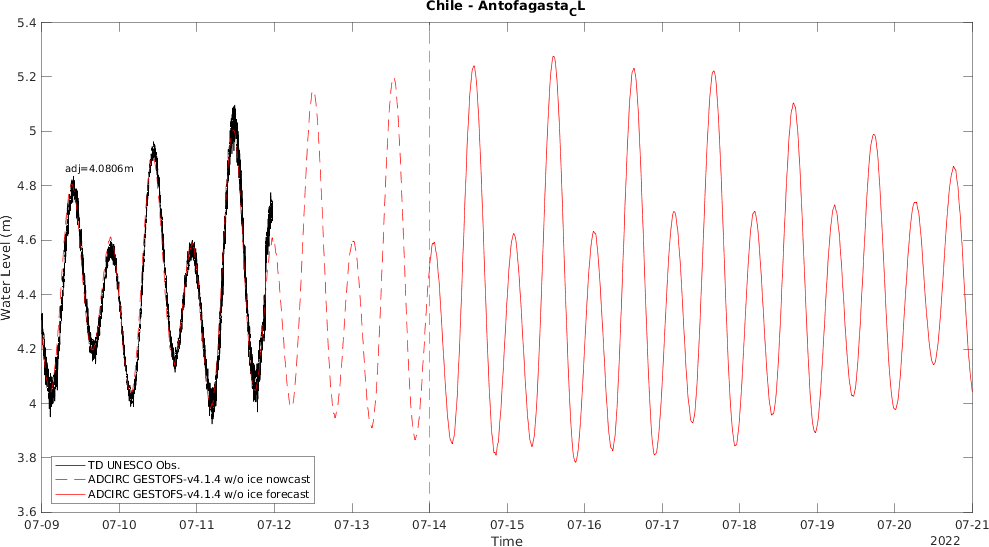 Chile - Antofagasta_CL
5.4
5.2
5
4.8
4.6
4.4
4.2
4
3.8
3.6
Water Level (m)
adj=4.0806m
TD UNESCO Obs.
ADCIRC GESTOFS-v4.1.4 w/o ice nowcast
ADCIRC GESTOFS-v4.1.4 w/o ice forecast
07-09 07-10 07-11 07-12 07-13 07-14 07-15 07-16 07-17 07-18 07-19 07-20 07-21
Time
2022